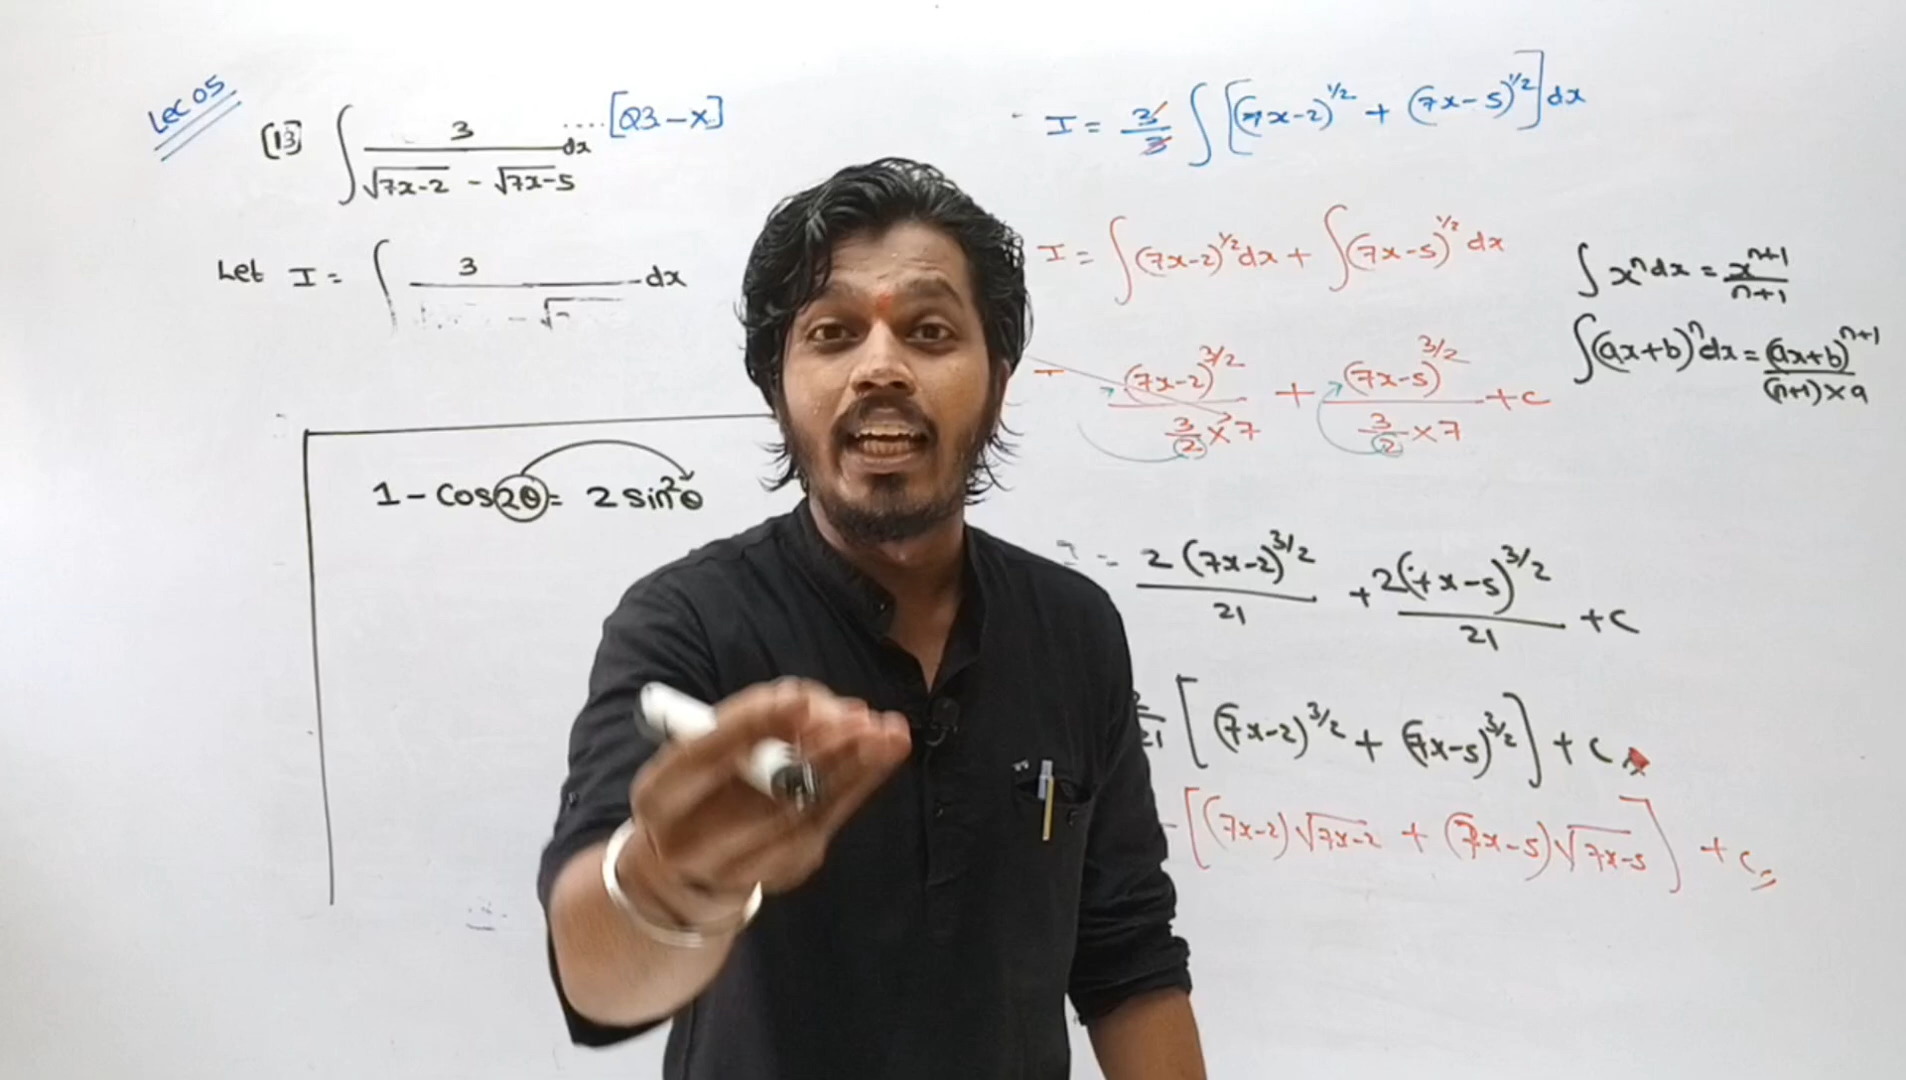 Lec 05
[13] ∫ 3 / (√7x-2 - √7x-5) dx ....[Q3-X]
Let I = ∫ 3 / - √ dx
1 - cos2θ = 2 sin²θ
I = 3/3 ∫ [(7x-2)^1/2 + (7x-5)^1/2] dx
I = ∫(7x-2)^1/2 dx + ∫(7x-5)^1/2 dx
(7x-2)^3/2 / (3/2 × 7) + (7x-5)^3/2 / (3/2 × 7) + c
∫ xⁿ dx = x^n+1 / n+1
∫(ax+b)ⁿ dx = (ax+b)^n+1 / (n+1)×a
= 2(7x-2)^3/2 / 21 + 2(7x-5)^3/2 / 21 + c
/21 [(7x-2)^3/2 + (7x-5)^3/2] + c
[(7x-2)√7x-2 + (7x-5)√7x-5] + c